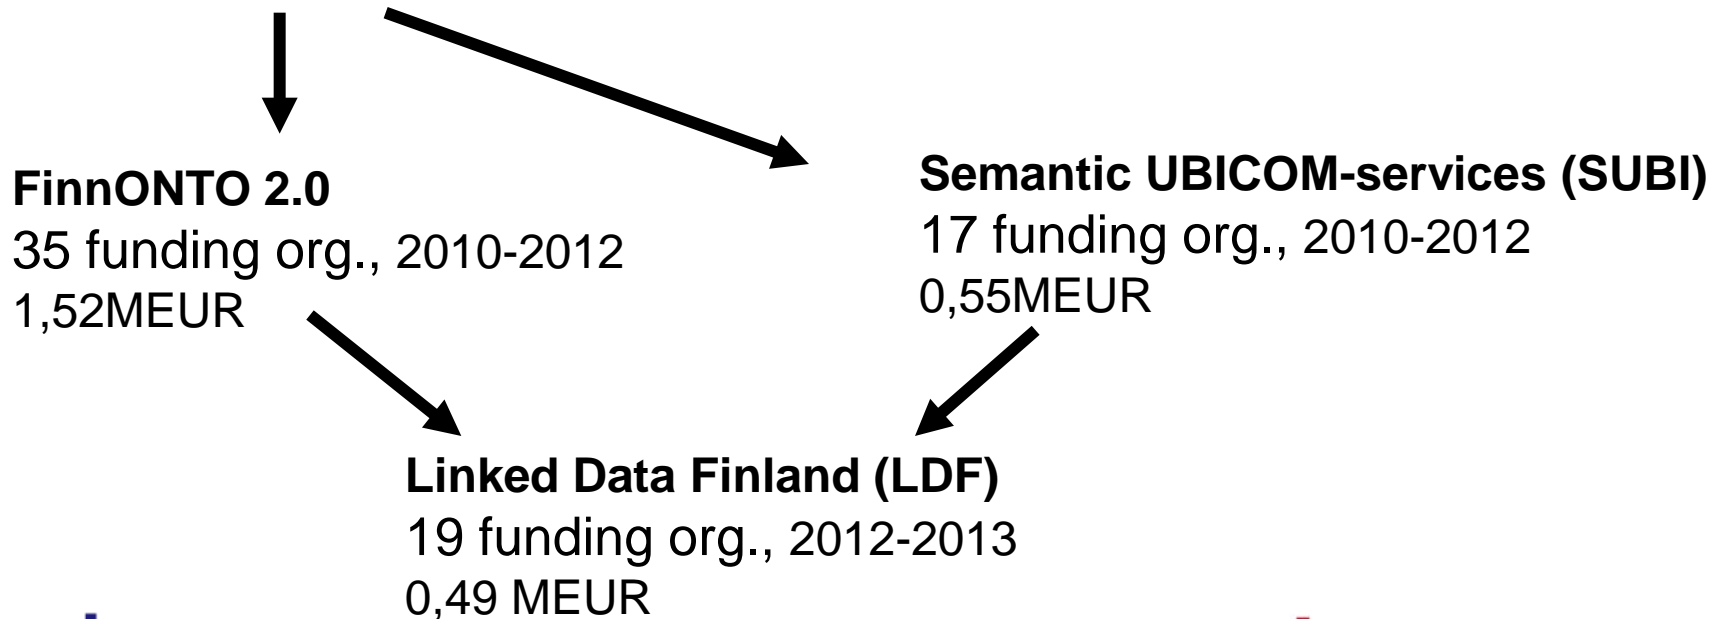 FinnONTO 2.0
35 funding org., 2010-2012
1,52MEUR
Semantic UBICOM-services (SUBI)
17 funding org., 2010-2012
0,55MEUR
Linked Data Finland (LDF)
19 funding org., 2012-2013
0,49 MEUR